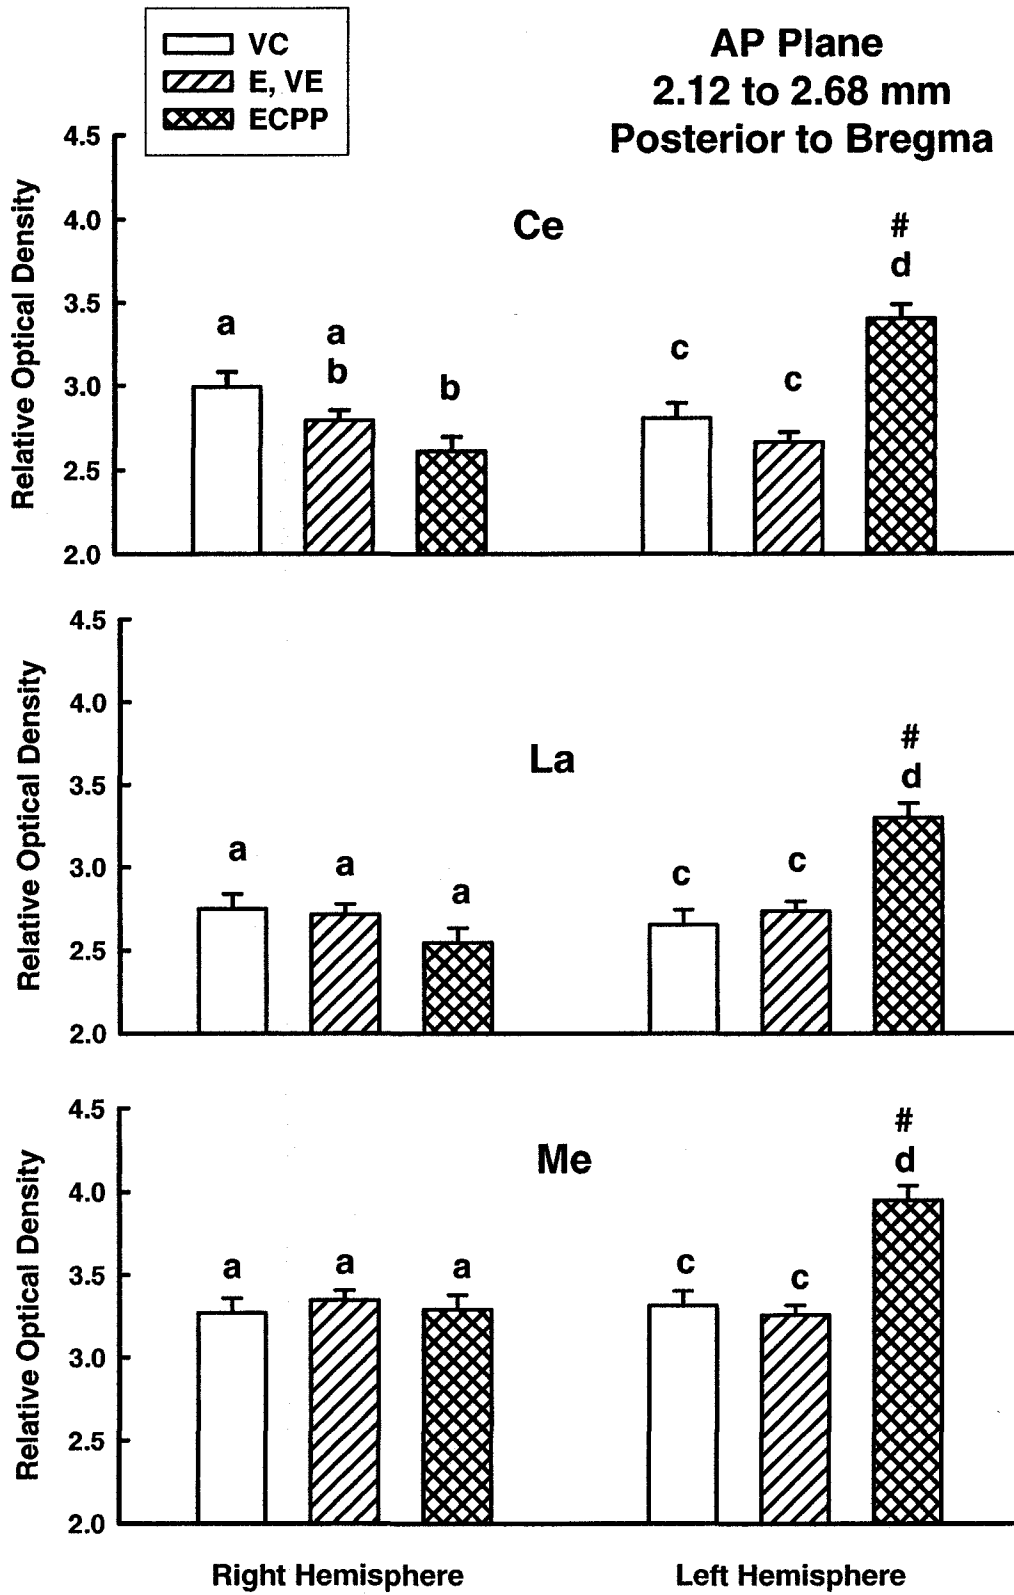 VC
E, VE
ECPP
AP Plane
2.12 to 2.68 mm
Posterior to Bregma
Relative Optical Density
4.5
4.0
3.5
3.0
2.5
2.0
Ce
a
a
b
b
c
c
#
d
Relative Optical Density
4.5
4.0
3.5
3.0
2.5
2.0
La
a
a
a
c
c
#
d
Relative Optical Density
4.5
4.0
3.5
3.0
2.5
2.0
Me
a
a
a
c
c
#
d
Right Hemisphere
Left Hemisphere